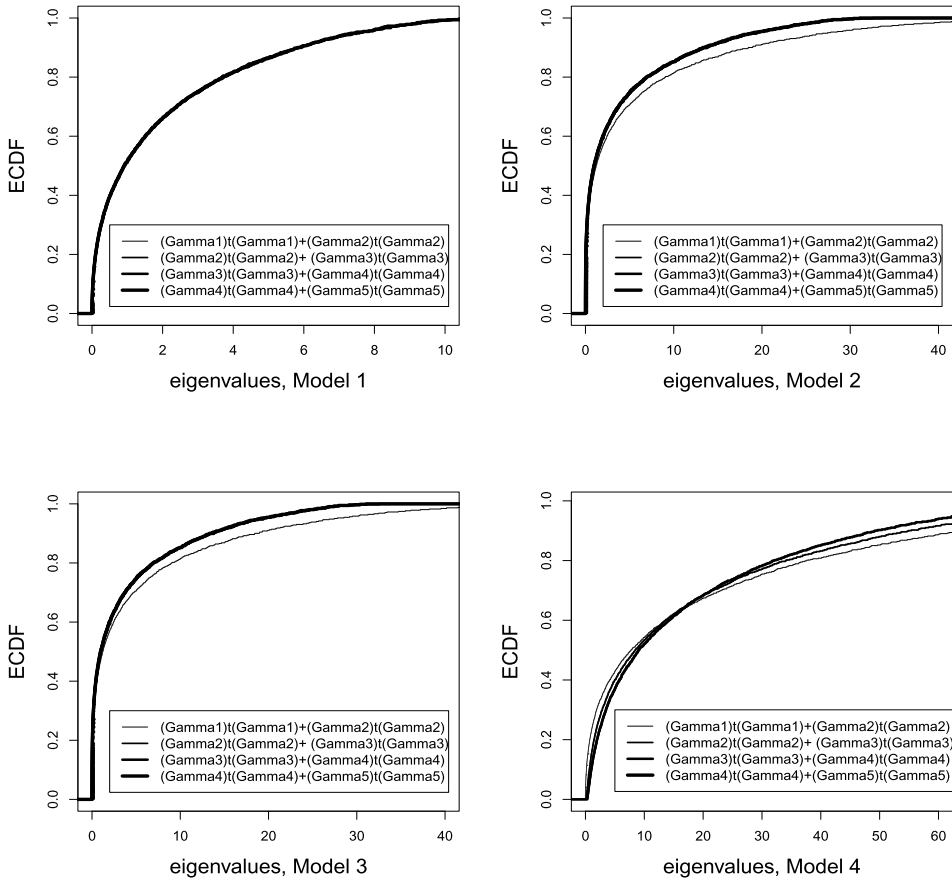 ECDF
1.0
0.8
0.6
0.4
0.2
0.0
(Gamma1)t(Gamma1)+(Gamma2)t(Gamma2)
(Gamma2)t(Gamma2)+ (Gamma3)t(Gamma3)
(Gamma3)t(Gamma3)+(Gamma4)t(Gamma4)
(Gamma4)t(Gamma4)+(Gamma5)t(Gamma5)
0 2 4 6 8 10
eigenvalues, Model 1
ECDF
1.0
0.8
0.6
0.4
0.2
0.0
(Gamma1)t(Gamma1)+(Gamma2)t(Gamma2)
(Gamma2)t(Gamma2)+ (Gamma3)t(Gamma3)
(Gamma3)t(Gamma3)+(Gamma4)t(Gamma4)
(Gamma4)t(Gamma4)+(Gamma5)t(Gamma5)
0 10 20 30 40
eigenvalues, Model 2
ECDF
1.0
0.8
0.6
0.4
0.2
0.0
(Gamma1)t(Gamma1)+(Gamma2)t(Gamma2)
(Gamma2)t(Gamma2)+ (Gamma3)t(Gamma3)
(Gamma3)t(Gamma3)+(Gamma4)t(Gamma4)
(Gamma4)t(Gamma4)+(Gamma5)t(Gamma5)
0 10 20 30 40
eigenvalues, Model 3
ECDF
1.0
0.8
0.6
0.4
0.2
0.0
(Gamma1)t(Gamma1)+(Gamma2)t(Gamma2)
(Gamma2)t(Gamma2)+ (Gamma3)t(Gamma3)
(Gamma3)t(Gamma3)+(Gamma4)t(Gamma4)
(Gamma4)t(Gamma4)+(Gamma5)t(Gamma5)
0 10 20 30 40 50 60
eigenvalues, Model 4